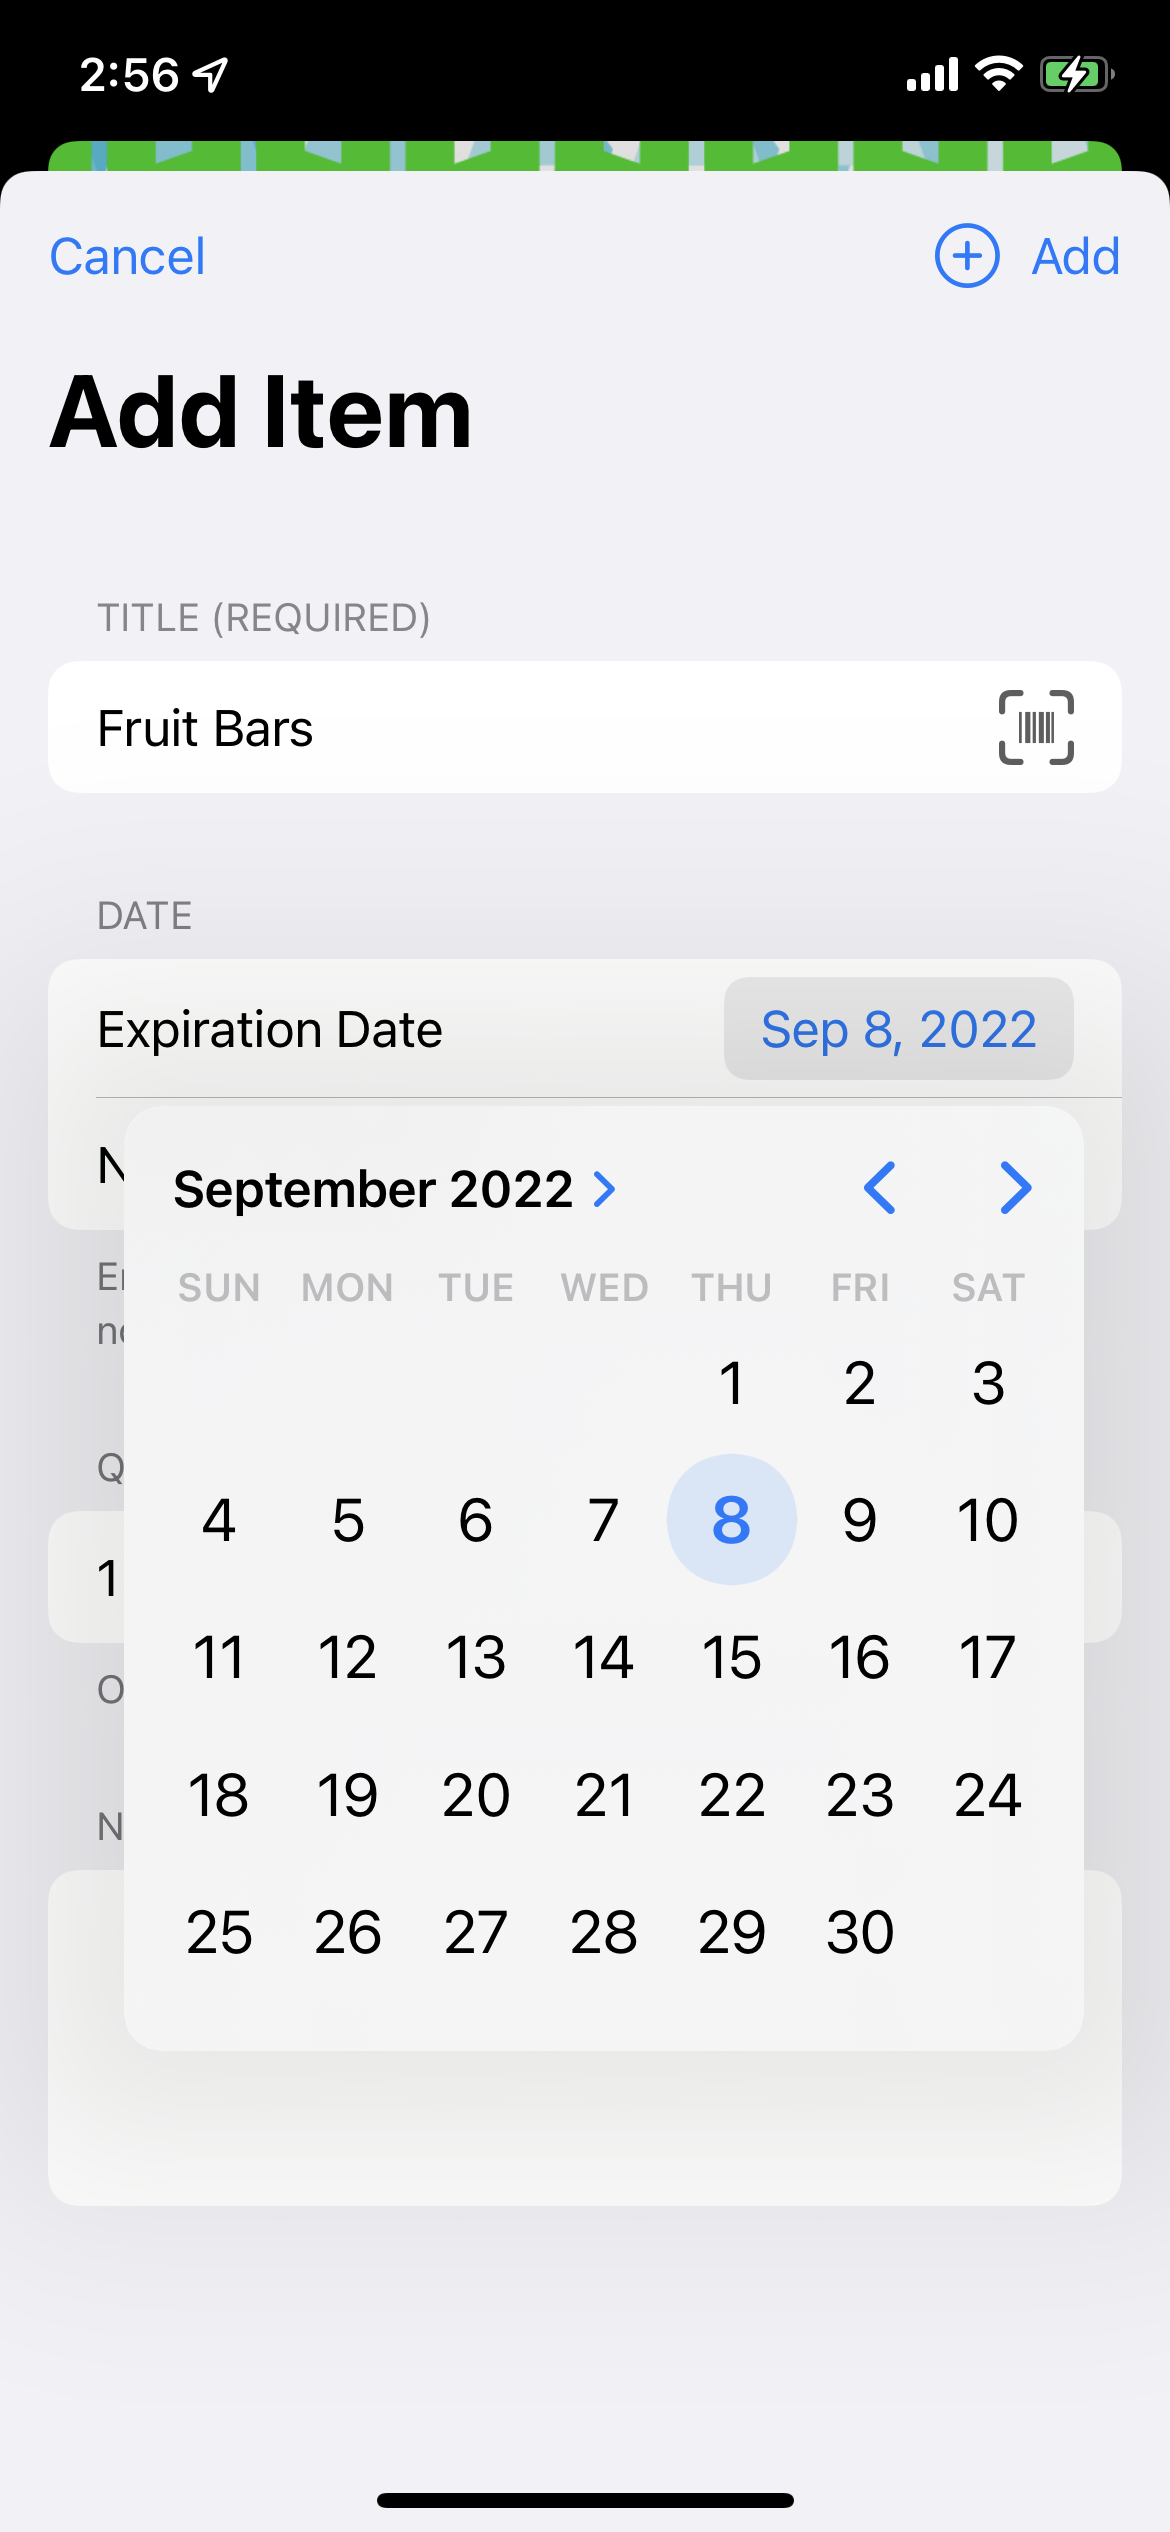 2:56
Cancel
Add
Add Item
TITLE (REQUIRED)
Fruit Bars
DATE
Expiration Date
Sep 8, 2022
September 2022
SUN MON TUE WED THU FRI SAT
1 2 3
4 5 6 7 8 9 10
11 12 13 14 15 16 17
18 19 20 21 22 23 24
25 26 27 28 29 30
1